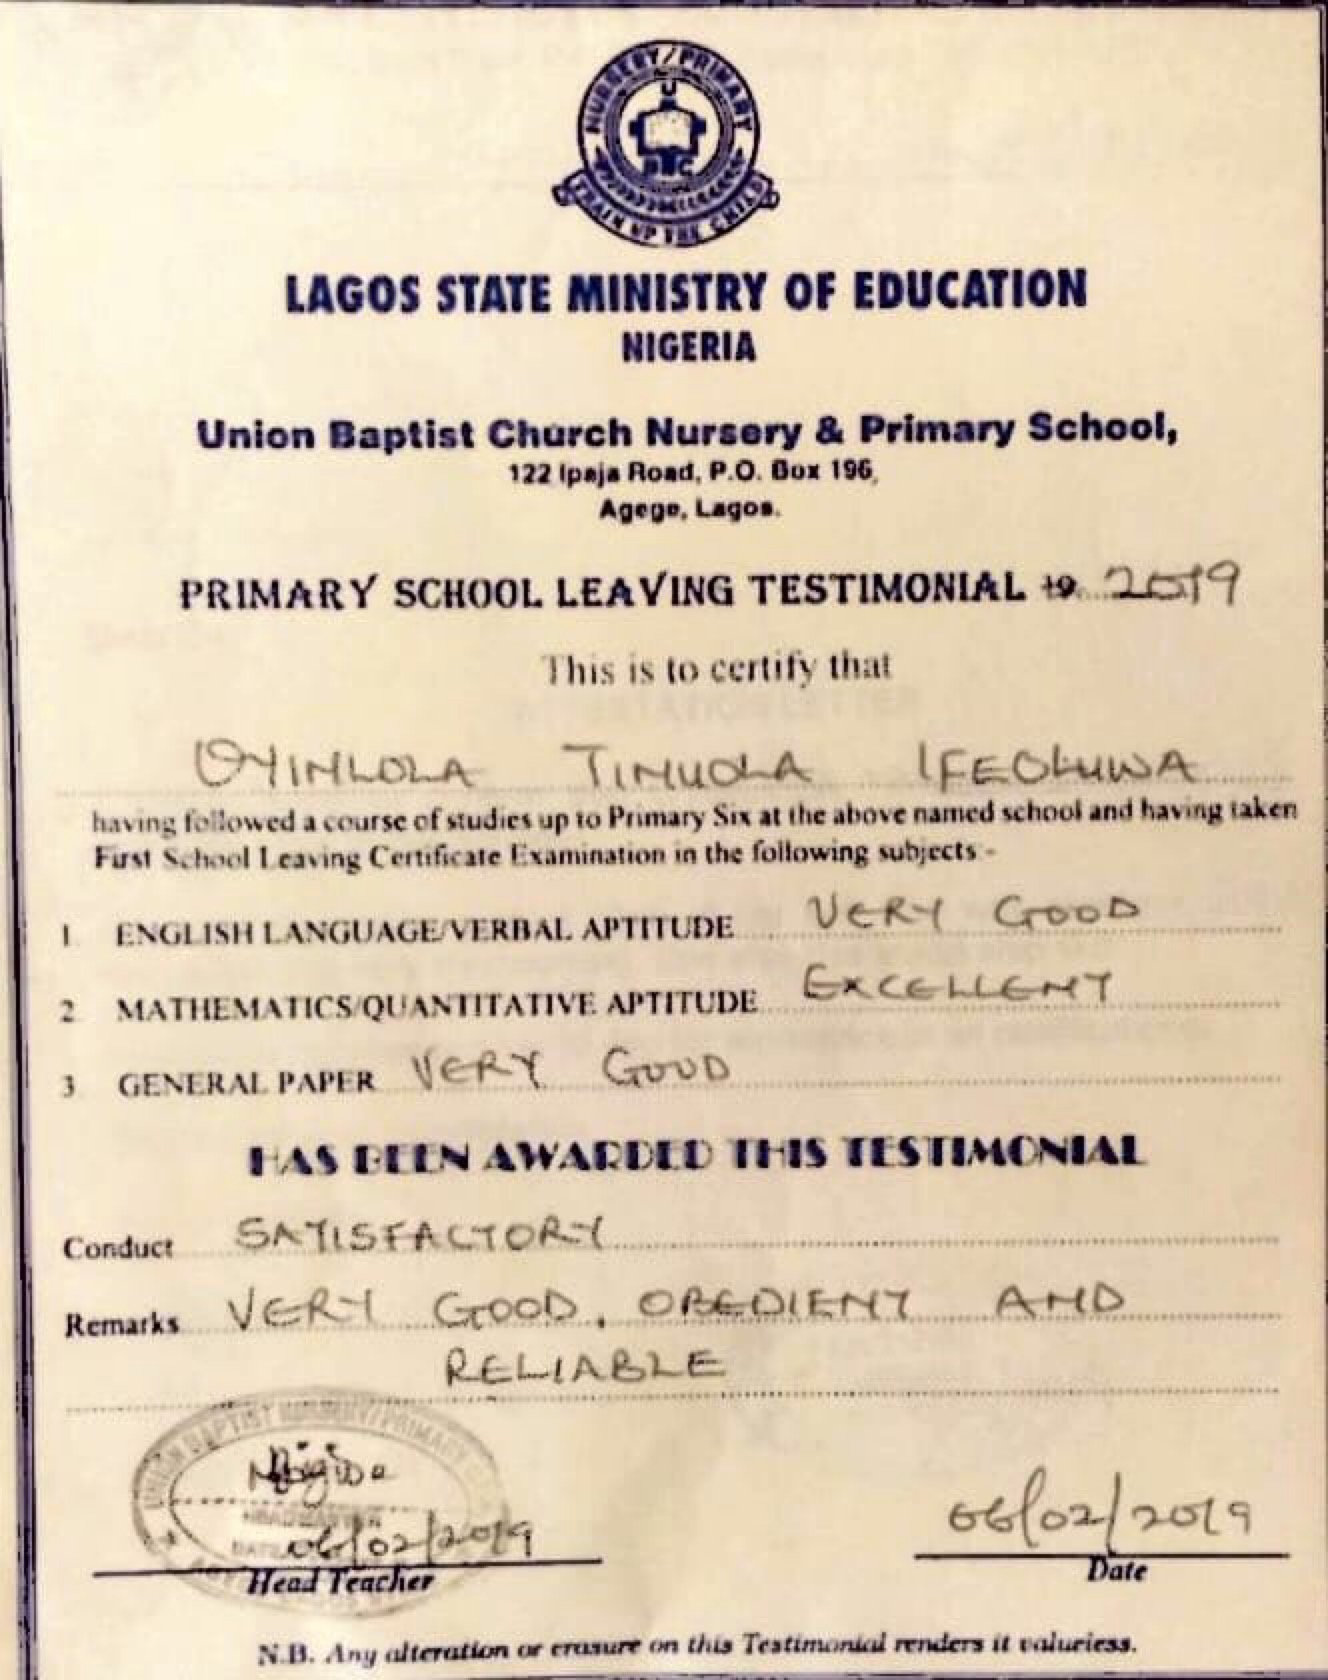 NURSERY/PRIMARY
U
B C
TRAIN UP THE CHILD
LAGOS STATE MINISTRY OF EDUCATION
NIGERIA
Union Baptist Church Nursery & Primary School,
122 Ipaja Road, P.O. Box 196,
Agege, Lagos.
PRIMARY SCHOOL LEAVING TESTIMONIAL 19 2019
This is to certify that
OYINLOLA TINUOLA IFEOLUWA
having followed a course of studies up to Primary Six at the above named school and having taken
First School Leaving Certificate Examination in the following subjects:-
1 ENGLISH LANGUAGE/VERBAL APTITUDE VERY GOOD
2 MATHEMATICS/QUANTITATIVE APTITUDE EXCELLENT
3 GENERAL PAPER VERY GOOD
HAS BEEN AWARDED THIS TESTIMONIAL
Conduct SATISFACTORY
Remarks VERY GOOD, OBEDIENT AND
RELIABLE
UNION BAPTIST NURSERY/PRIMARY
HEADMASTER
DATE 06/02/2019
06/02/2019
Head Teacher
Date
N.B. Any alteration or erasure on this Testimonial renders it valueless.